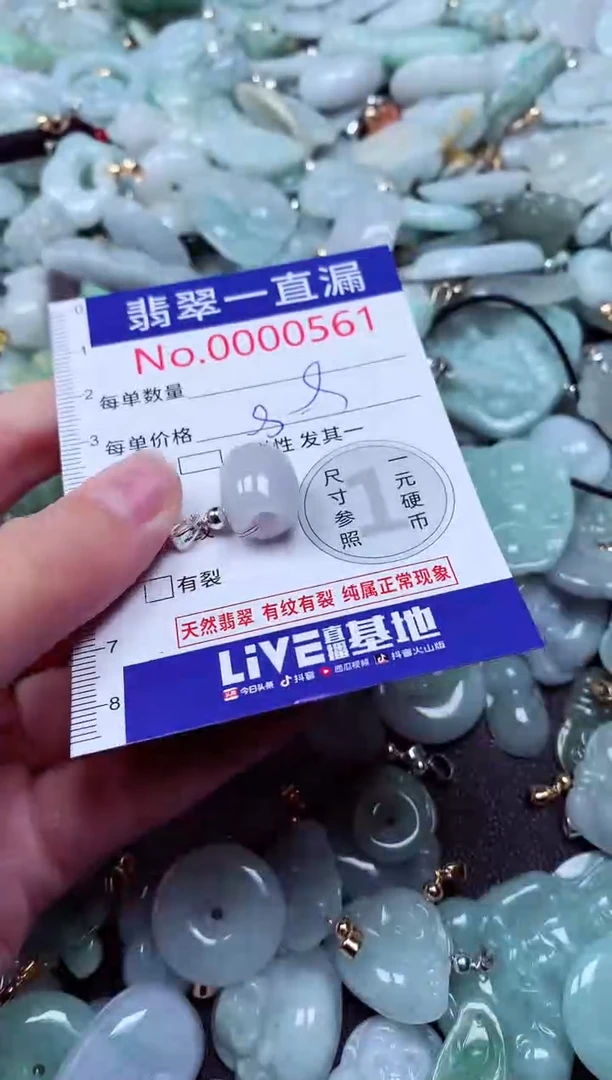 0
翡翠一直漏
No.0000561
1
2
每单数量
3
每单价格
性 发其一
尺寸参照
一元硬币
1
有裂
天然翡翠 有纹有裂 纯属正常现象
7
LiVE直播基地
8
头条 今日头条 抖音 西瓜视频 抖音火山版